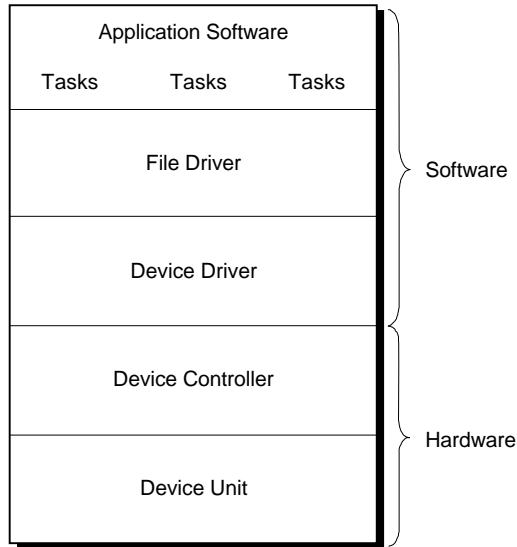 Application Software
Tasks Tasks Tasks
File Driver
Software
Device Driver
Device Controller
Hardware
Device Unit